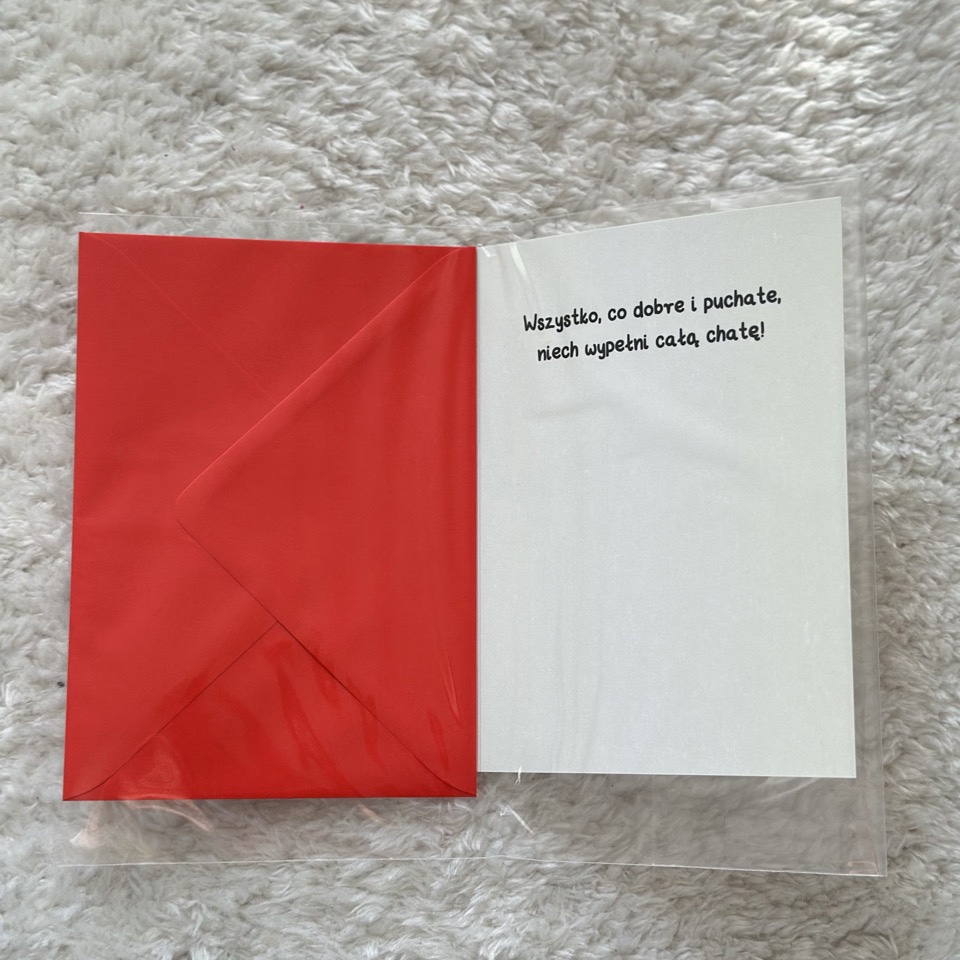 Wszystko, co dobre i puchate,
niech wypełni całą chatę!